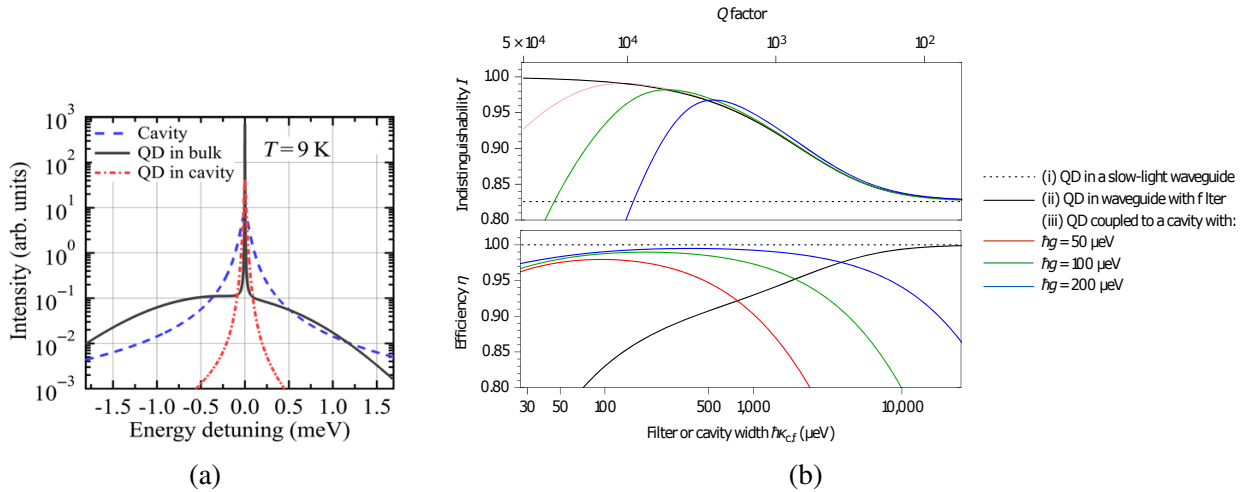 10³
10²
10¹
10⁰
10⁻¹
10⁻²
10⁻³
Intensity (arb. units)
Cavity
QD in bulk
QD in cavity
T = 9 K
-1.5 -1.0 -0.5 0.0 0.5 1.0 1.5
Energy detuning (meV)
(a)
Q factor
5 × 10⁴ 10⁴ 10³ 10²
Indistinguishability I
1.00
0.95
0.90
0.85
0.80
Efficiency η
1.00
0.95
0.90
0.85
0.80
30 50 100 500 1,000 10,000
Filter or cavity width ħκc,f (µeV)
(b)
(i) QD in a slow-light waveguide
(ii) QD in waveguide with f lter
(iii) QD coupled to a cavity with:
ħg = 50 µeV
ħg = 100 µeV
ħg = 200 µeV